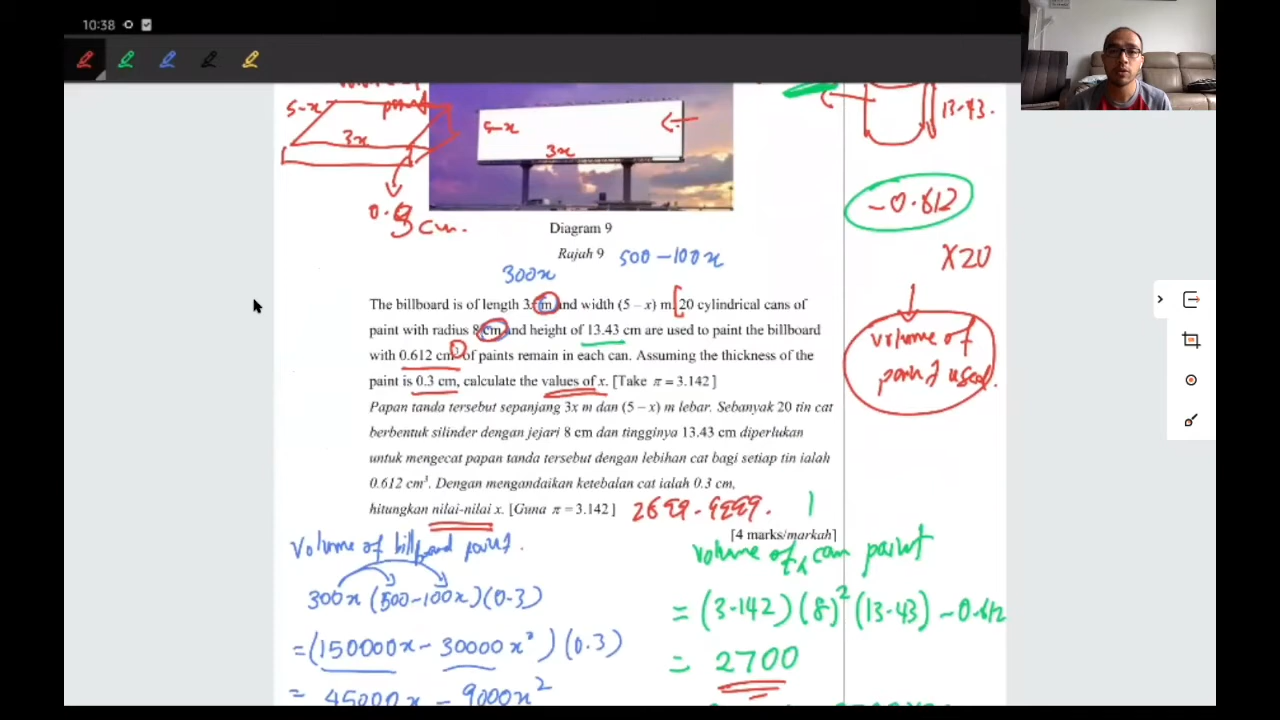 10:38
5-x
3x
0.3 cm.
5-x
3x
13.43.
-0.612
X20
volume of
paint used.
Diagram 9
Rajah 9
500 - 100x
300x
The billboard is of length 3x m and width (5 – x) m. 20 cylindrical cans of
paint with radius 8 cm and height of 13.43 cm are used to paint the billboard
with 0.612 cm³ of paints remain in each can. Assuming the thickness of the
paint is 0.3 cm, calculate the values of x. [Take π = 3.142]
Papan tanda tersebut sepanjang 3x m dan (5 – x) m lebar. Sebanyak 20 tin cat
berbentuk silinder dengan jejari 8 cm dan tingginya 13.43 cm diperlukan
untuk mengecat papan tanda tersebut dengan lebihan cat bagi setiap tin ialah
0.612 cm³. Dengan mengandaikan ketebalan cat ialah 0.3 cm,
hitungkan nilai-nilai x. [Guna π = 3.142]
2699.9999.
[4 marks/markah]
Volume of billboard paint.
300x (500-100x)(0.3)
=(150000x - 30000x²)(0.3)
= 45000x - 9000x²
1
volume of can paint
= (3.142)(8)²(13.43) - 0.612
= 2700